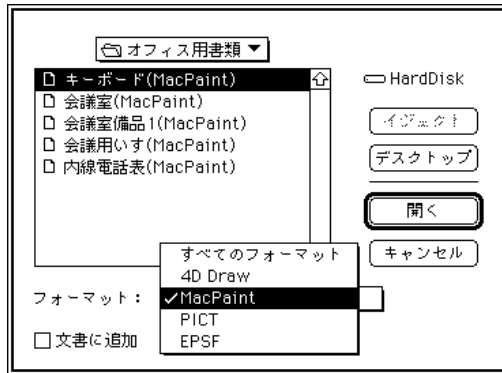 オフィス用書類▼
キーボード(MacPaint)
会議室(MacPaint)
会議室備品1(MacPaint)
会議用いす(MacPaint)
内線電話表(MacPaint)
HardDisk
イジェクト
デスクトップ
開く
キャンセル
すべてのフォーマット
4D Draw
フォーマット： ✓MacPaint
PICT
EPSF
文書に追加